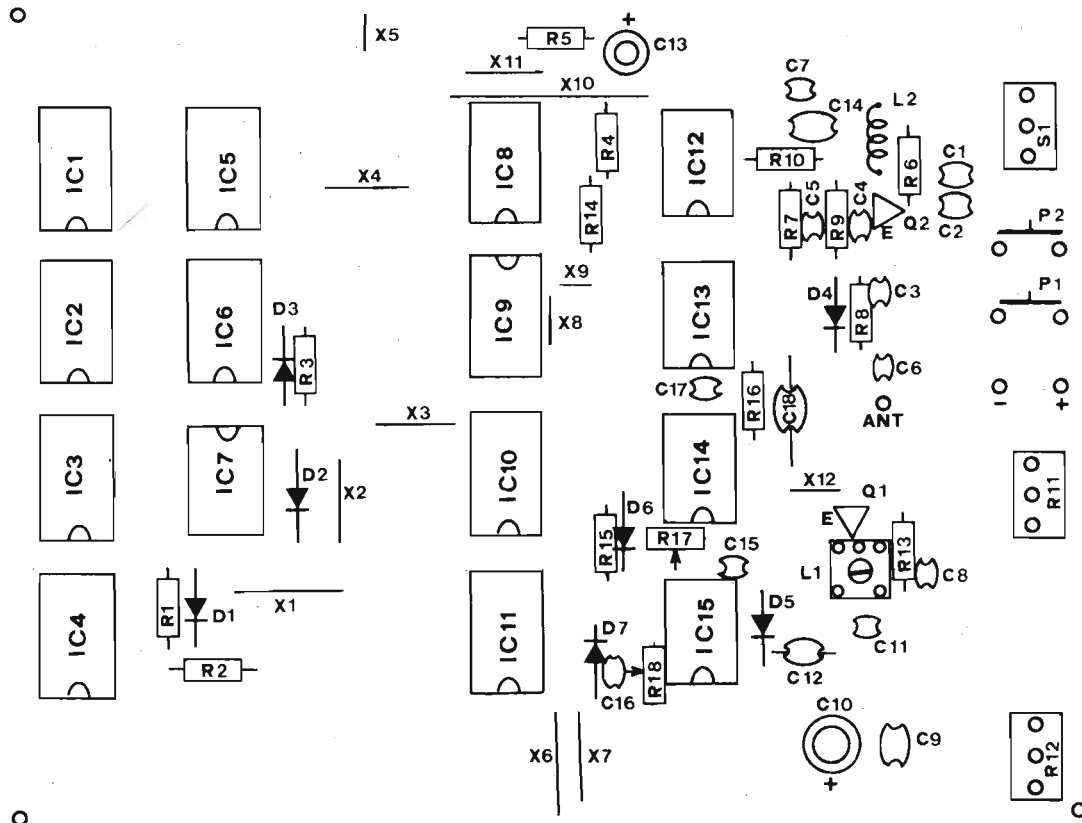 X5
R5
+
C13
X11
X10
C7
C14
L2
S1
IC1
IC5
IC8
R4
IC12
R10
R6
C1
X4
R14
R7
C5
R9
C4
E
Q2
C2
P2
IC2
IC6
D3
R3
IC9
X9
X8
IC13
D4
R8
C3
P1
C6
C17
R16
C18
ANT
-
+
X3
IC3
IC7
D2
X2
IC10
IC14
X12
Q1
E
R11
D6
R15
R17
C15
L1
R13
C8
IC4
R1
D1
X1
R2
IC11
D7
C16
R18
IC15
D5
C11
C12
C10
+
C9
X6
X7
R12